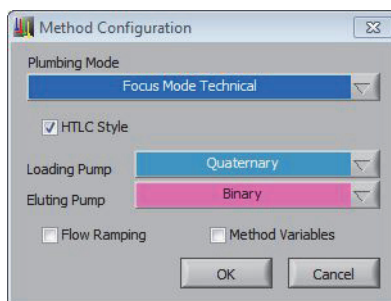 Method Configuration
Plumbing Mode
Focus Mode Technical
HTLC Style
Loading Pump Quaternary
Eluting Pump Binary
Flow Ramping Method Variables
OK Cancel